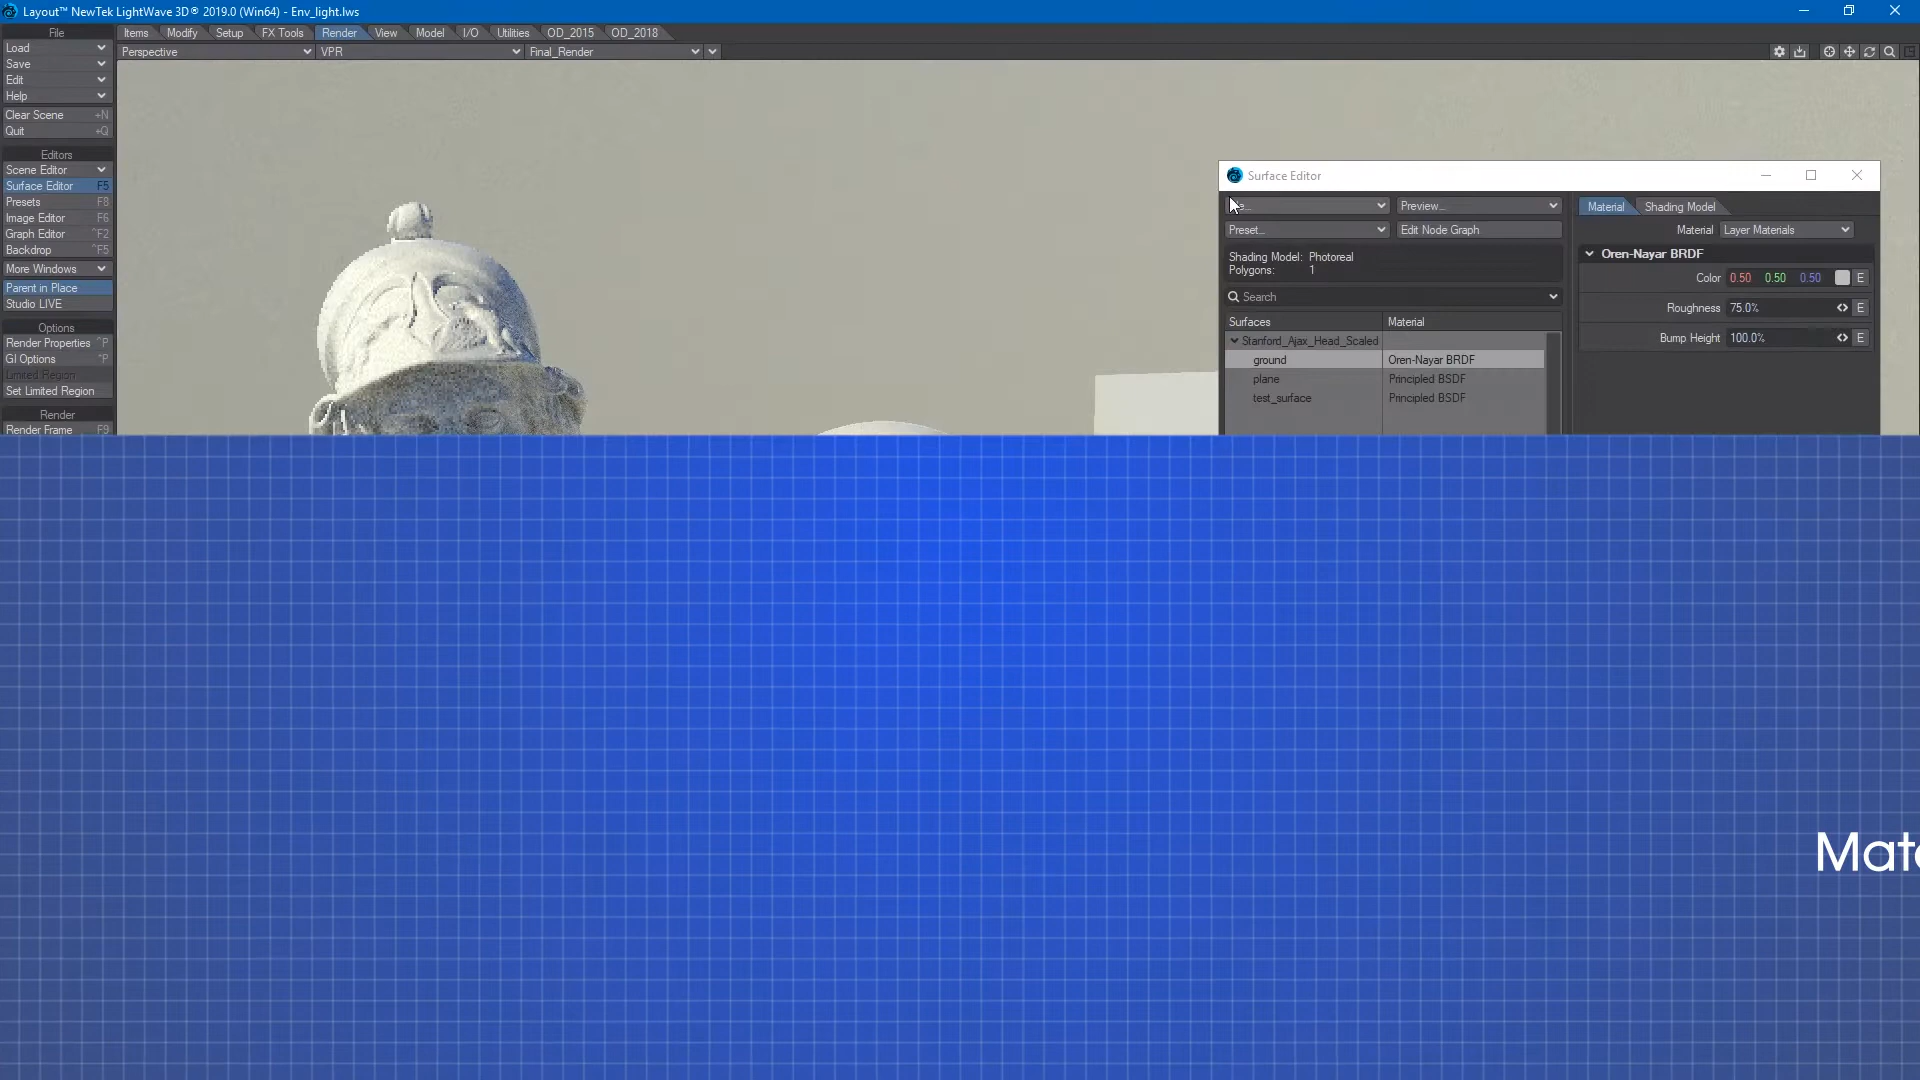 Layout™ NewTek LightWave 3D® 2019.0 (Win64) - Env_light.lws
File
Items
Modify
Setup
FX Tools
Render
View
Model
I/O
Utilities
OD_2015
OD_2018
Load
Perspective
VPR
Final_Render
Save
Edit
Help
Clear Scene +N
Quit +Q
Editors
Scene Editor
Surface Editor F5
Presets F8
Image Editor F6
Graph Editor ^F2
Backdrop ^F5
More Windows
Parent in Place
Studio LIVE
Options
Render Properties ^P
GI Options *P
Limited Region
Set Limited Region
Render
Render Frame F9
Surface Editor
Preview...
Preset...
Edit Node Graph
Shading Model: Photoreal
Polygons: 1
Search
Surfaces
Material
Stanford_Ajax_Head_Scaled
ground
Oren-Nayar BRDF
plane
Principled BSDF
test_surface
Principled BSDF
Material
Shading Model
Material Layer Materials
Oren-Nayar BRDF
Color 0.50 0.50 0.50 E
Roughness 75.0% E
Bump Height 100.0% E